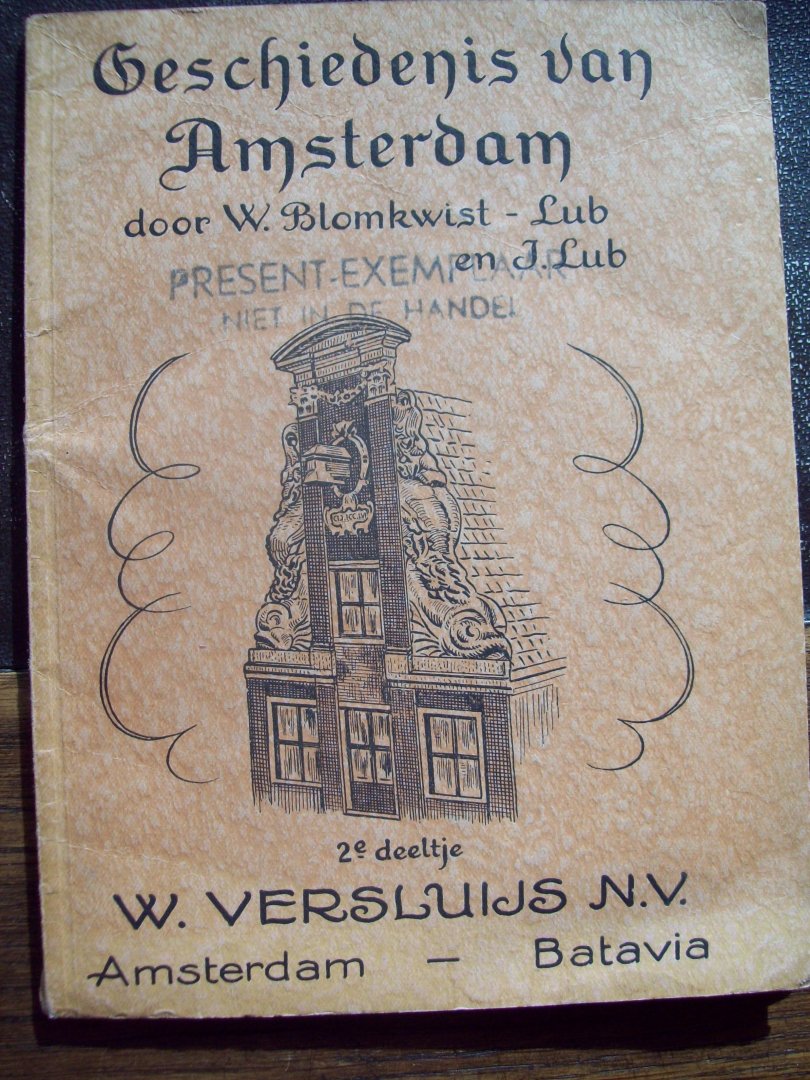 Geschiedenis van
Amsterdam
door W. Blomkwist - Lub
en J. Lub
PRESENT-EXEMPLAAR
NIET IN DE HANDEL
2e deeltje
W. VERSLUIJS N.V.
Amsterdam — Batavia